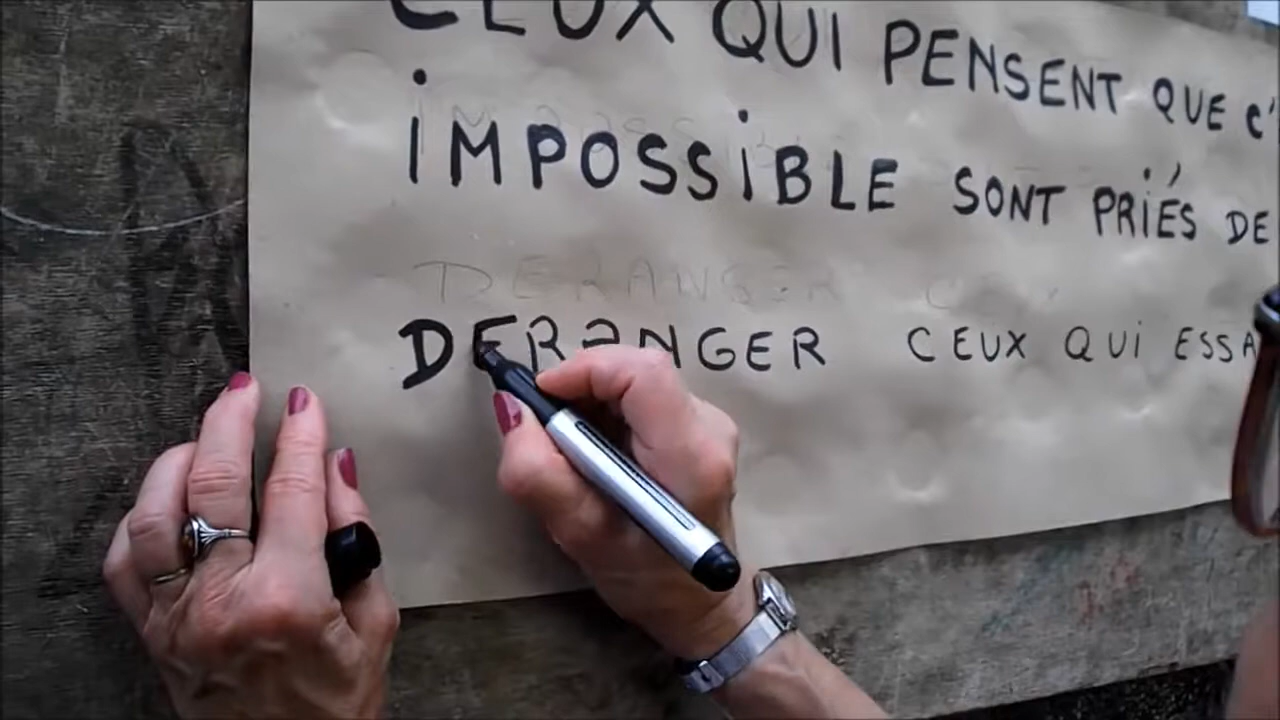 CEUX QUI PENSENT QUE C'
iMPOSSiBLE SONT PRiÉS DE
DERANGER CEUX QUi ESSA